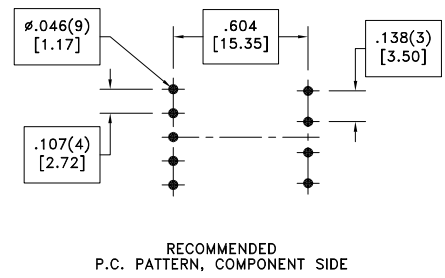 ø.046(9)
[1.17]
.604
[15.35]
.138(3)
[3.50]
.107(4)
[2.72]
RECOMMENDED
P.C. PATTERN, COMPONENT SIDE